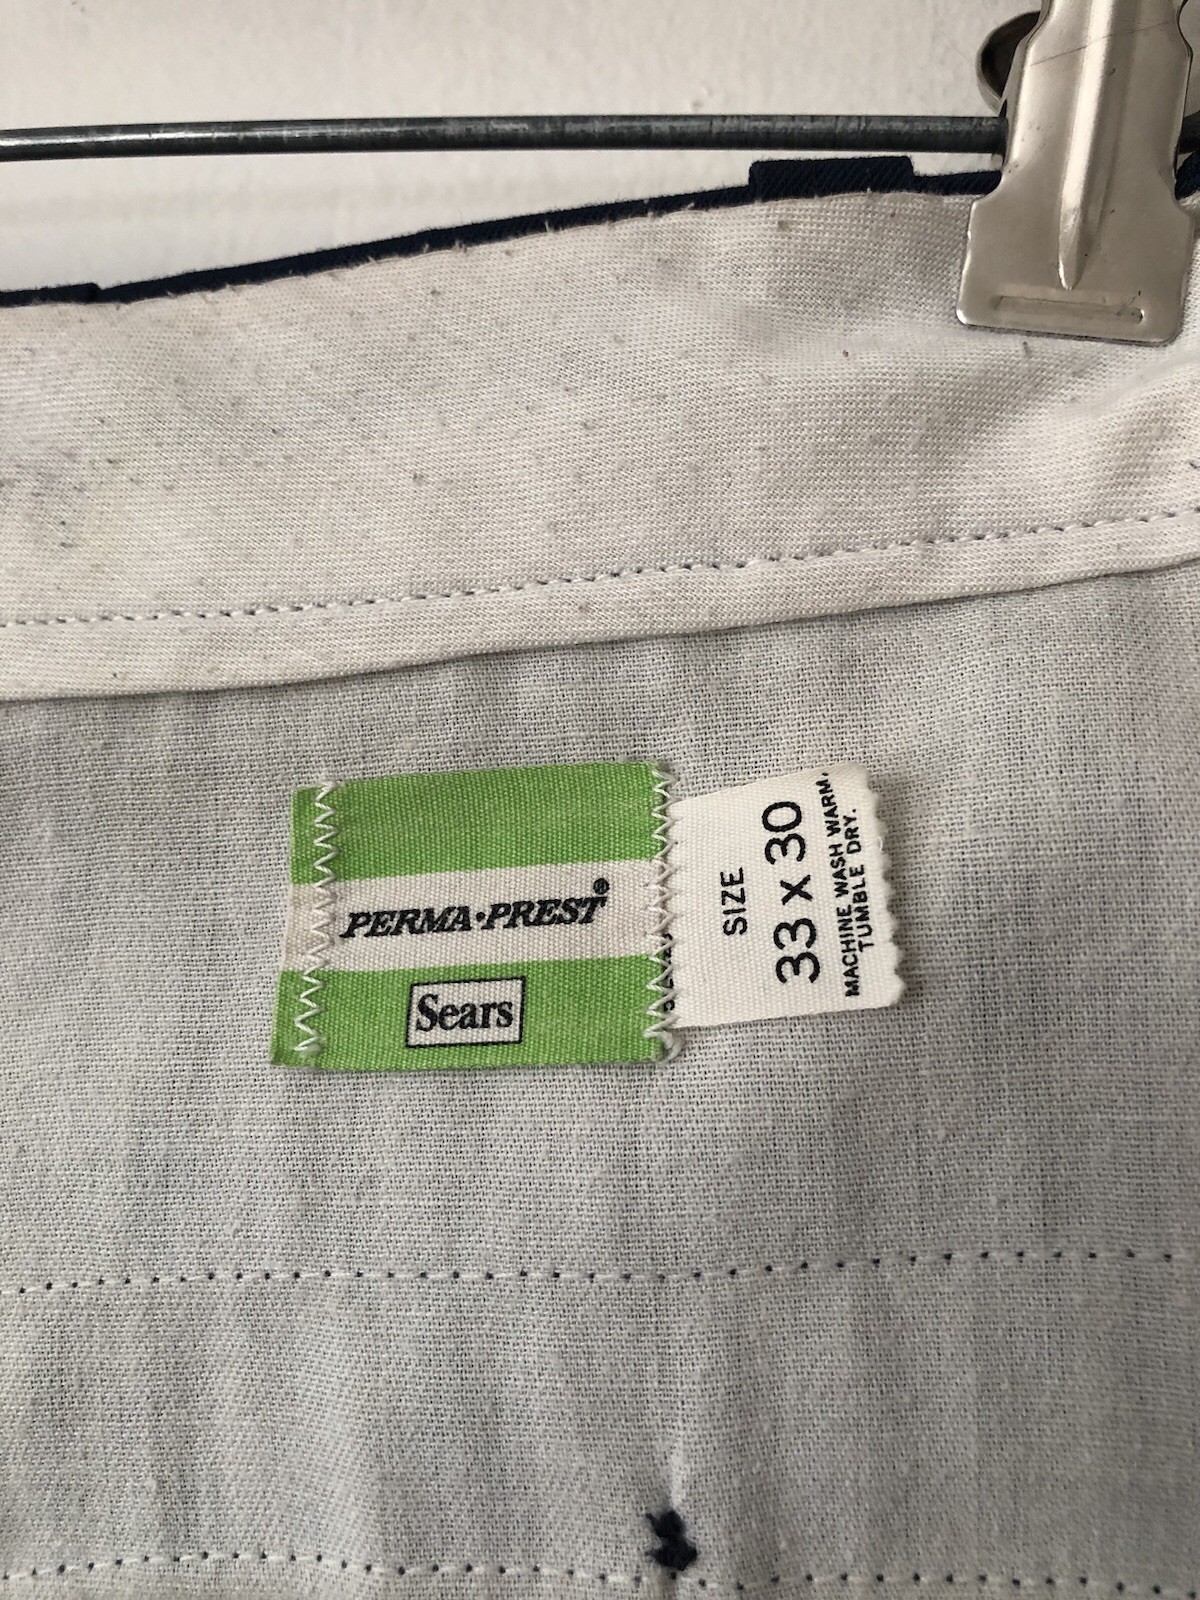 PERMA•PREST®
Sears
SIZE
33 x 30
MACHINE WASH WARM,
TUMBLE DRY.